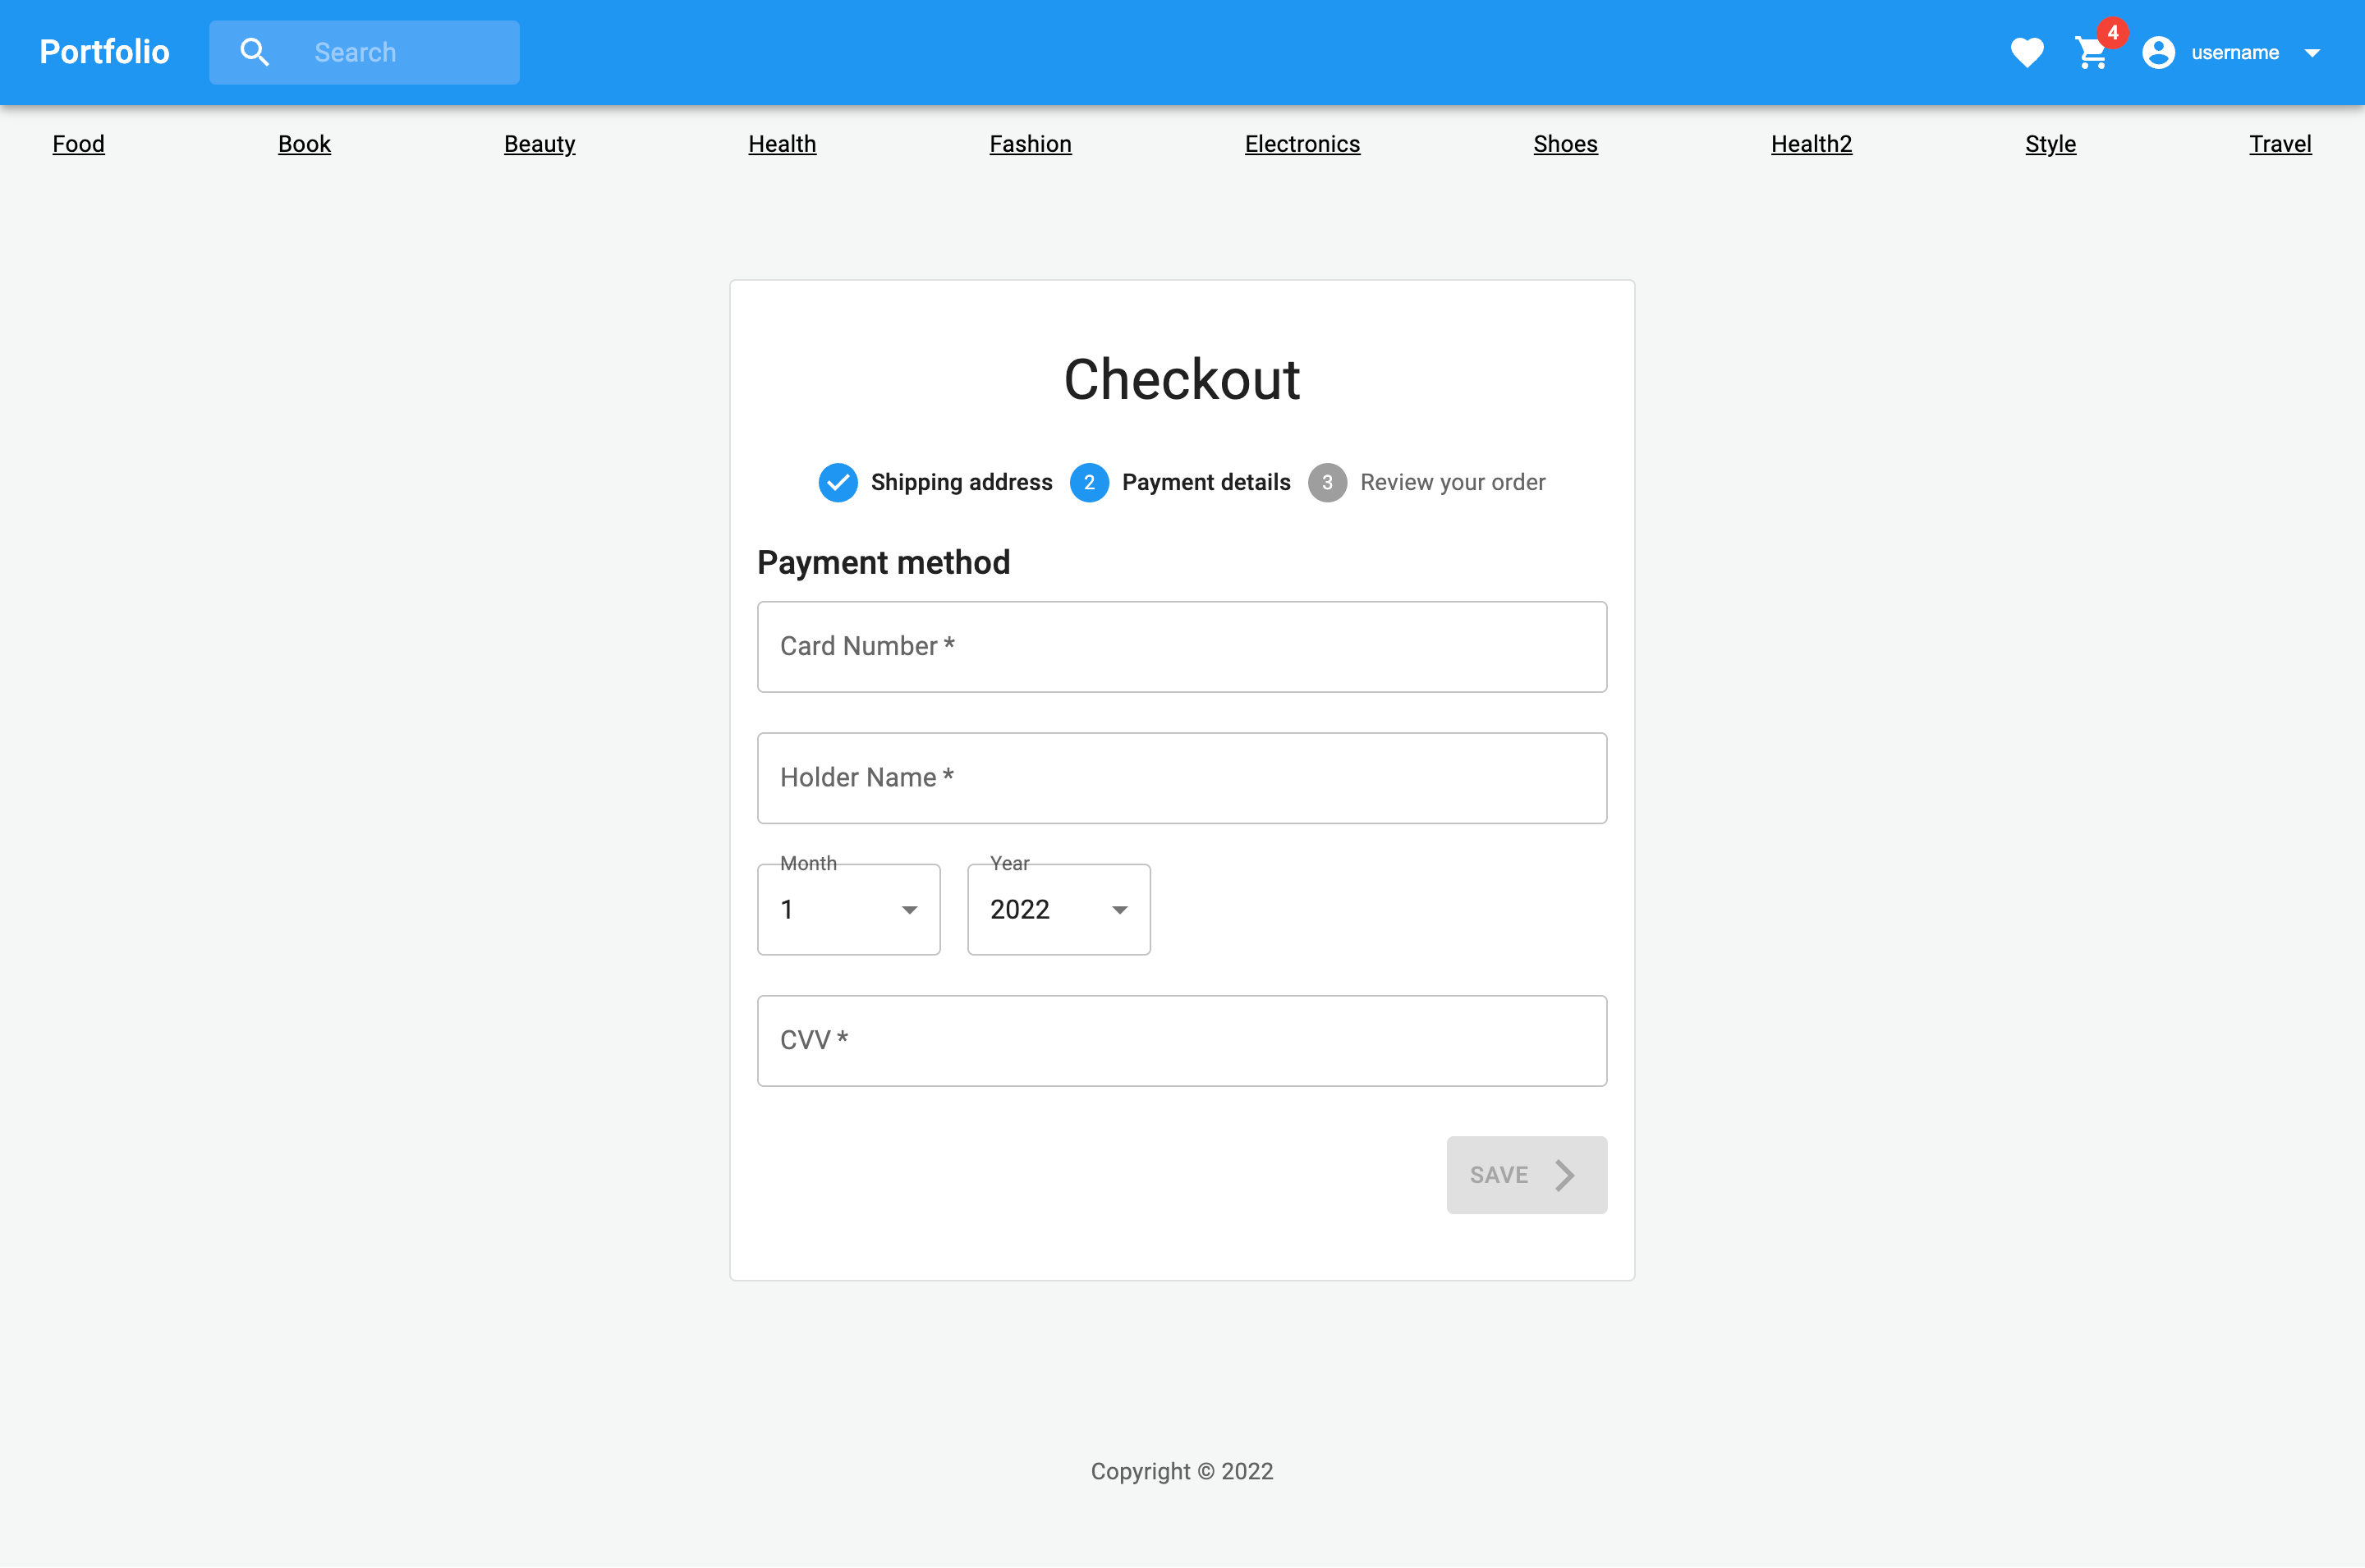 Portfolio Search 4 username
Food Book Beauty Health Fashion Electronics Shoes Health2 Style Travel
Checkout
Shipping address 2 Payment details 3 Review your order
Payment method
Card Number *
Holder Name *
Month Year
1 2022
CVV *
SAVE
Copyright © 2022